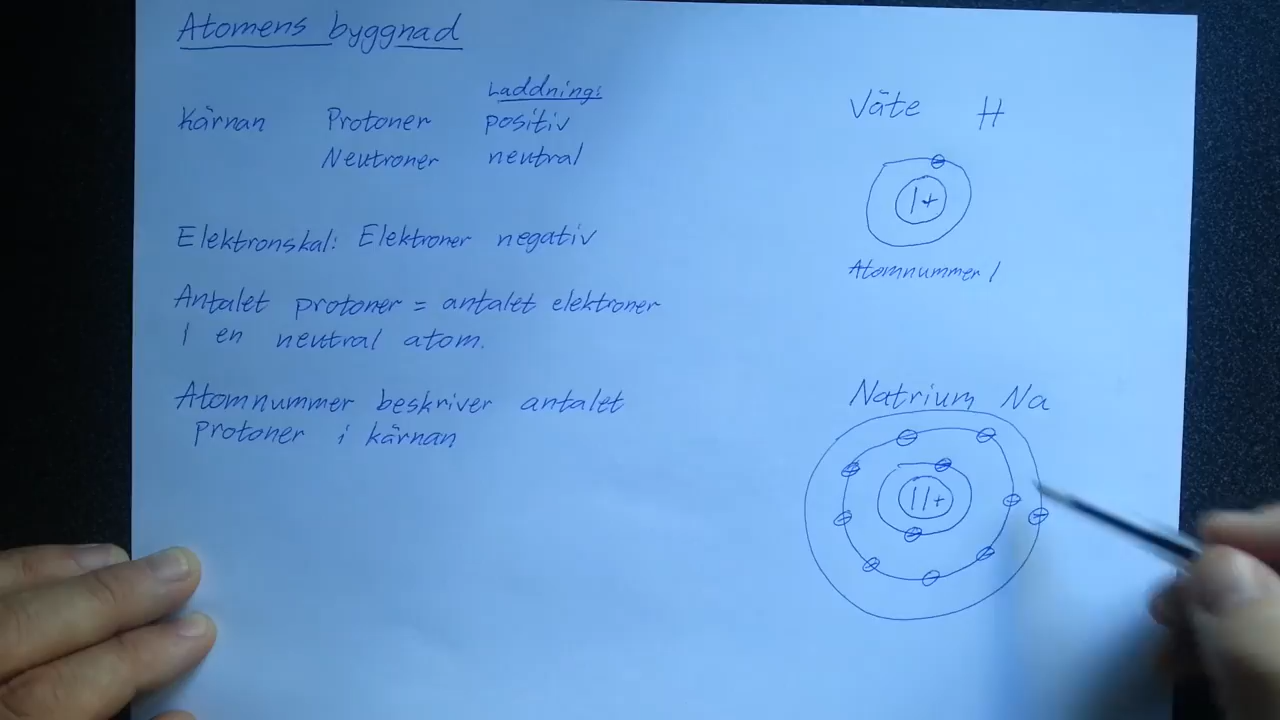 Atomens byggnad
Laddning:
Kärnan Protoner positiv
Neutroner neutral
Elektronskal: Elektroner negativ
Antalet protoner = antalet elektroner
I en neutral atom.
Atomnummer beskriver antalet
protoner i kärnan
Väte H
1+
Atomnummer 1
Natrium Na
11+